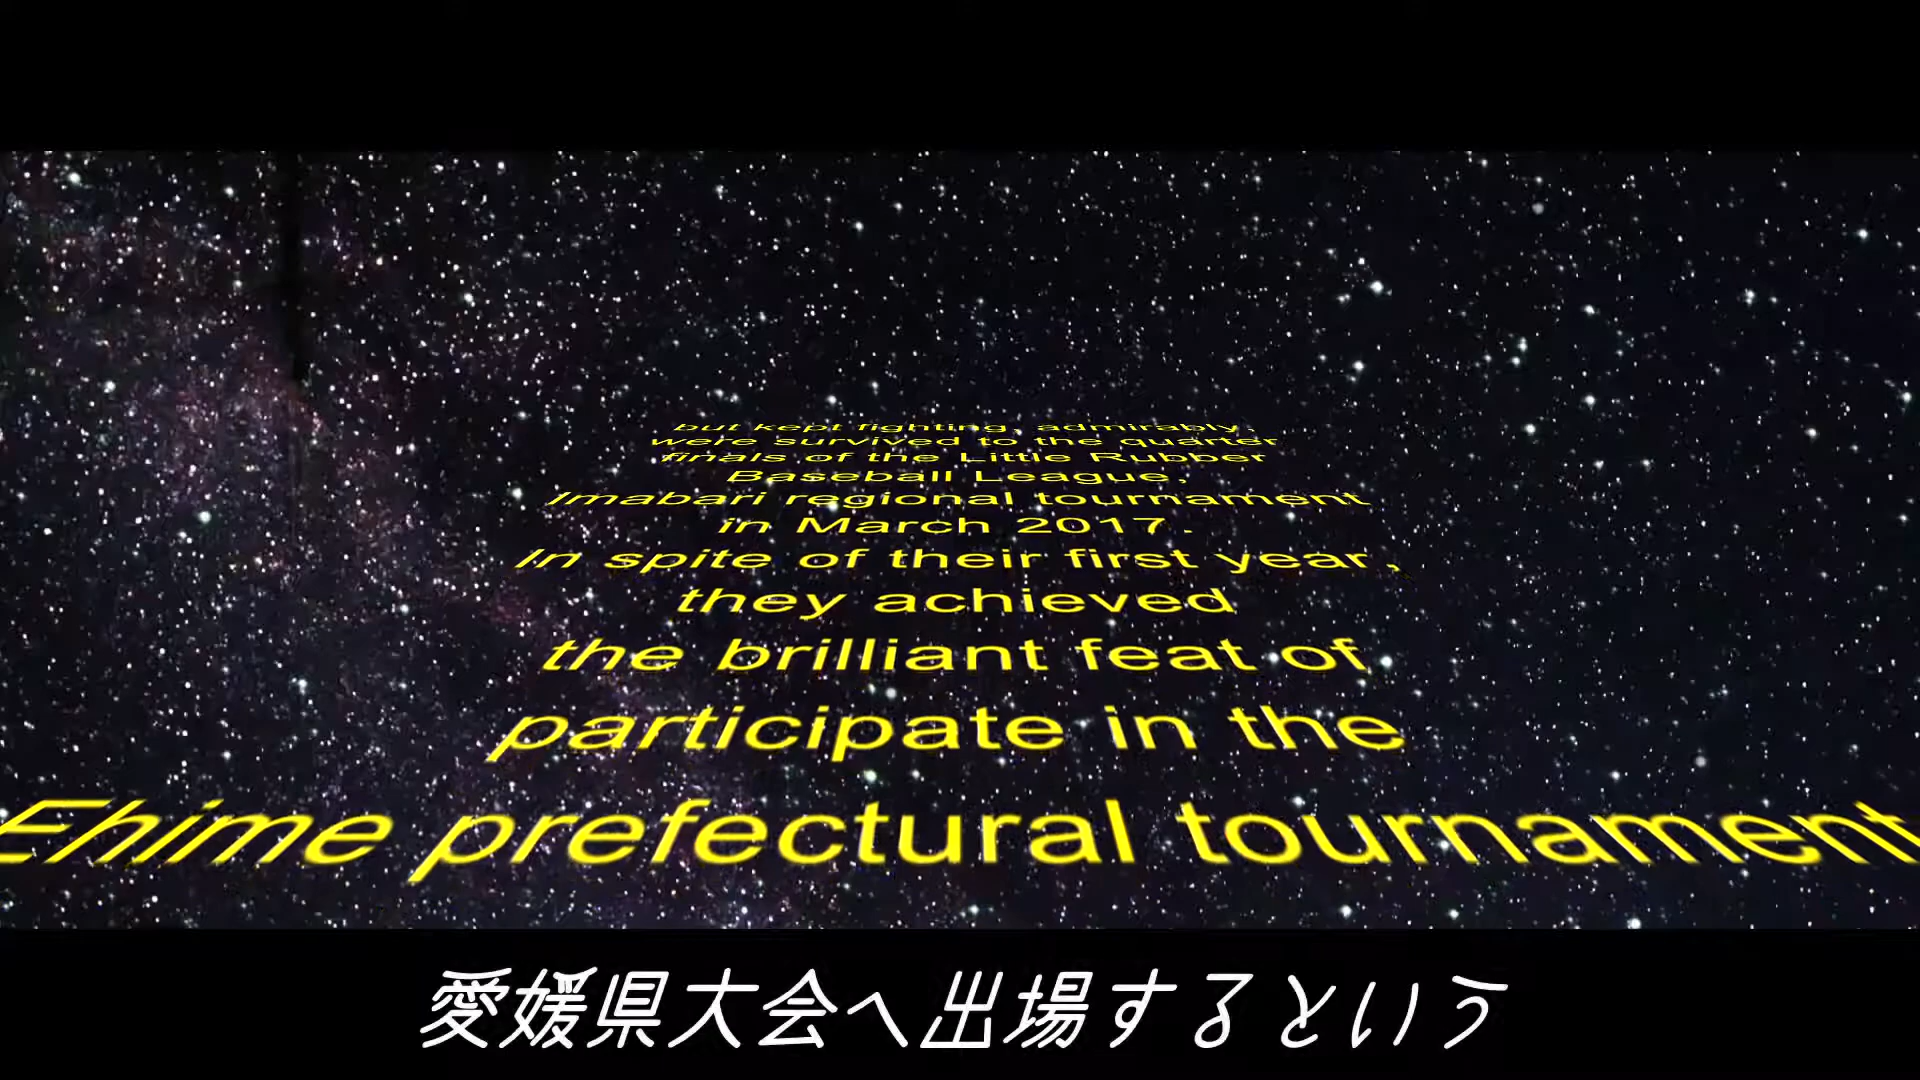 but kept fighting, admirably,
were survived to the quarter
finals of the Little Rubber
Baseball League,
Imabari regional tournament
in March 2017.
In spite of their first year,
they achieved
the brilliant feat of
participate in the
Ehime prefectural tournament
愛媛県大会へ出場するという